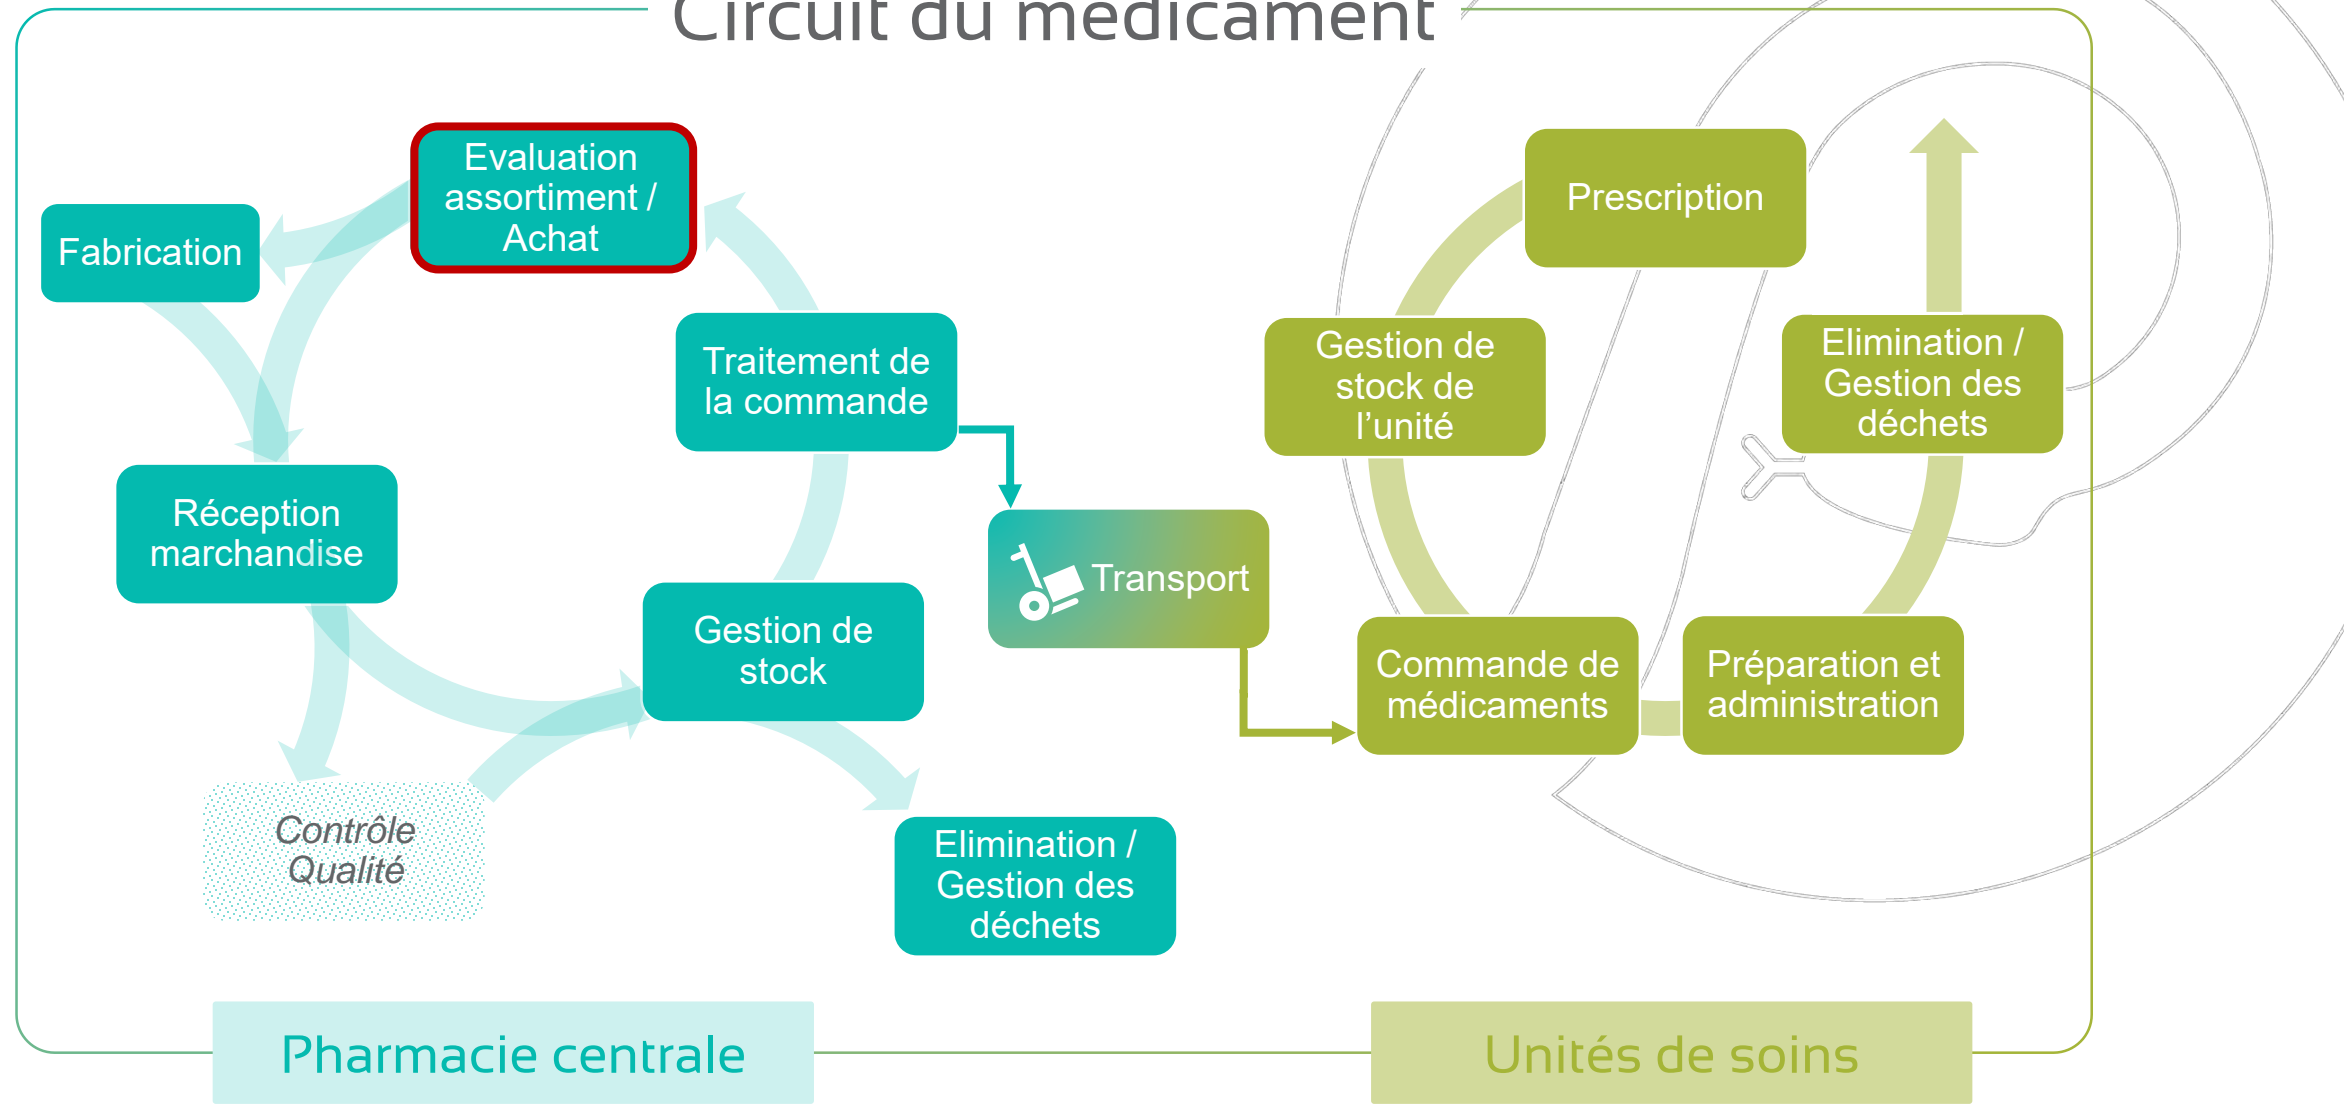 Circuit du médicament
Evaluation
assortiment /
Achat
Fabrication
Traitement de
la commande
Réception
marchandise
Gestion de
stock
Contrôle
Qualité
Elimination /
Gestion des
déchets
Transport
Prescription
Gestion de
stock de
l’unité
Elimination /
Gestion des
déchets
Commande de
médicaments
Préparation et
administration
Pharmacie centrale
Unités de soins